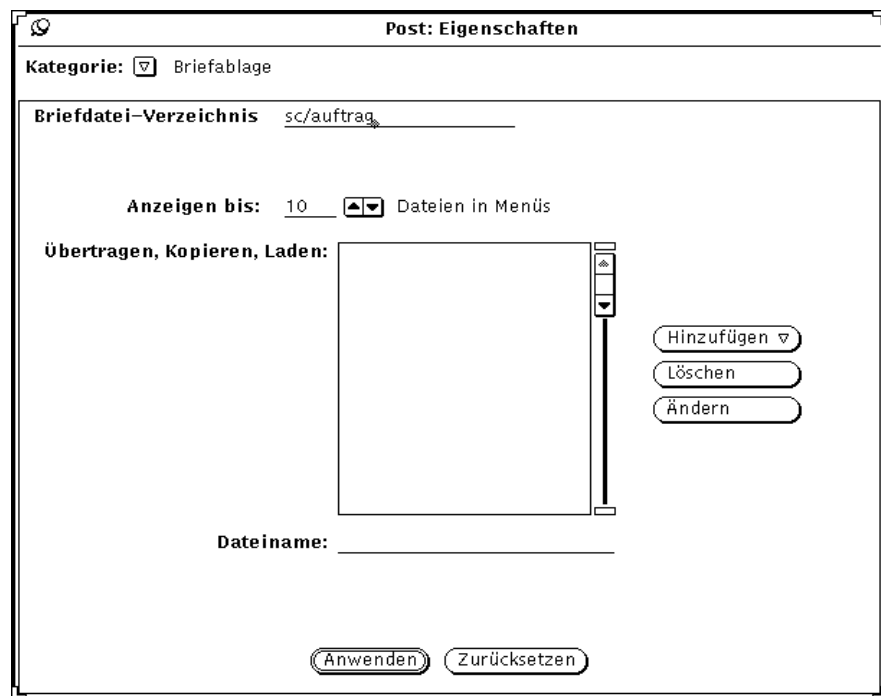 Post: Eigenschaften
Kategorie: Briefablage
Briefdatei-Verzeichnis sc/auftrag
Anzeigen bis: 10 Dateien in Menüs
Übertragen, Kopieren, Laden:
Hinzufügen
Löschen
Ändern
Dateiname:
Anwenden Zurücksetzen